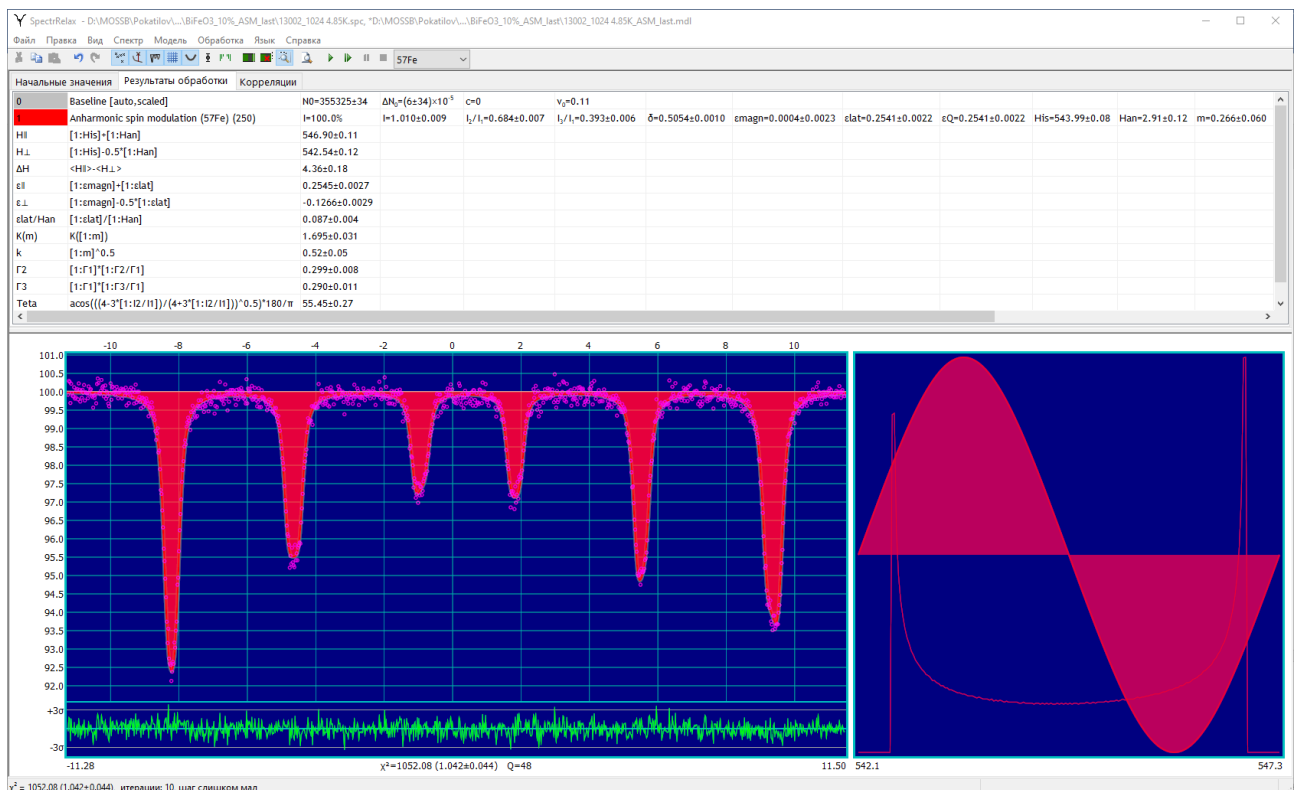 SpectrRelax - D:\MOSSB\Pokatilov\...\BiFeO3_10%_ASM_last\13002_1024 4.85K.spc, *D:\MOSSB\Pokatilov\...\BiFeO3_10%_ASM_last\13002_1024 4.85K_ASM_last.mdl
Файл Правка Вид Спектр Модель Обработка Язык Справка
57Fe
Начальные значения Результаты обработки Корреляции
0 Baseline [auto,scaled] N0=355325±34 ΔN₀=(6±34)×10⁻⁵ c=0 v₀=0.11
1 Anharmonic spin modulation (57Fe) (250) I=100.0% I=1.010±0.009 I₂/I₁=0.684±0.007 I₃/I₁=0.393±0.006 δ=0.5054±0.0010 εmagn=0.0004±0.0023 εlat=0.2541±0.0022 εQ=0.2541±0.0022 His=543.99±0.08 Han=2.91±0.12 m=0.266±0.060
H‖ [1:His]+[1:Han] 546.90±0.11
H⊥ [1:His]-0.5*[1:Han] 542.54±0.12
ΔH <H‖>-<H⊥> 4.36±0.18
ε‖ [1:εmagn]+[1:εlat] 0.2545±0.0027
ε⊥ [1:εmagn]-0.5*[1:εlat] -0.1266±0.0029
εlat/Han [1:εlat]/[1:Han] 0.087±0.004
K(m) K([1:m]) 1.695±0.031
k [1:m]^0.5 0.52±0.05
Γ2 [1:Γ1]*[1:Γ2/Γ1] 0.299±0.008
Γ3 [1:Γ1]*[1:Γ3/Γ1] 0.290±0.011
Teta acos(((4-3*[1:I2/I1])/(4+3*[1:I2/I1]))^0.5)*180/π 55.45±0.27
-10 -8 -6 -4 -2 0 2 4 6 8 10
101.0
100.5
100.0
99.5
99.0
98.5
98.0
97.5
97.0
96.5
96.0
95.5
95.0
94.5
94.0
93.5
93.0
92.5
92.0
+3σ
-3σ
-11.28 χ²=1052.08 (1.042±0.044) Q=48 11.50 542.1 547.3
χ² = 1052.08 (1.042±0.044) итерации: 10, шаг слишком мал